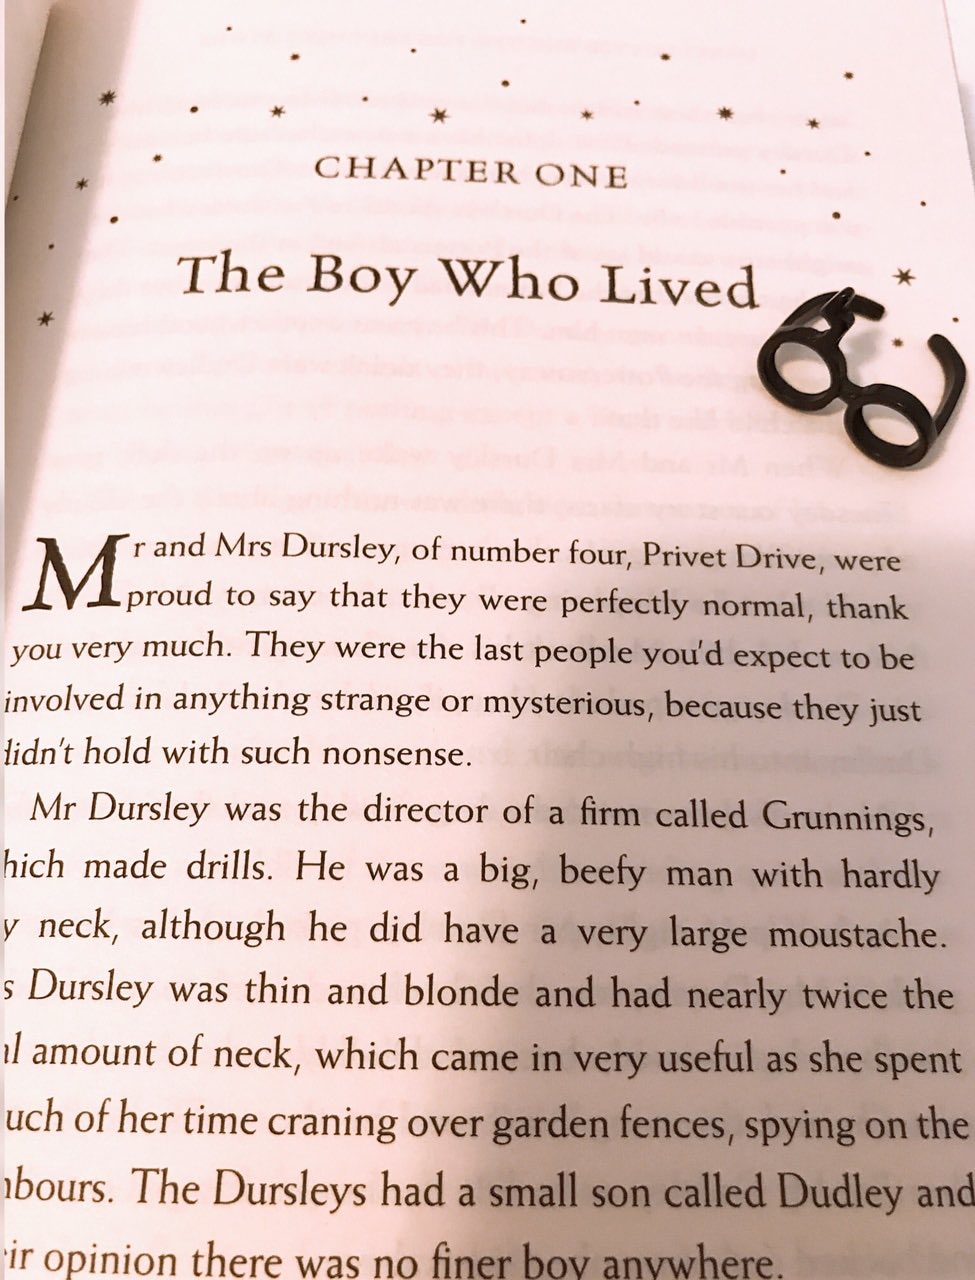 CHAPTER ONE
The Boy Who Lived
Mr and Mrs Dursley, of number four, Privet Drive, were
proud to say that they were perfectly normal, thank
you very much. They were the last people you'd expect to be
involved in anything strange or mysterious, because they just
didn't hold with such nonsense.
Mr Dursley was the director of a firm called Grunnings,
hich made drills. He was a big, beefy man with hardly
y neck, although he did have a very large moustache.
s Dursley was thin and blonde and had nearly twice the
al amount of neck, which came in very useful as she spent
uch of her time craning over garden fences, spying on the
bours. The Dursleys had a small son called Dudley and
ir opinion there was no finer boy anywhere.